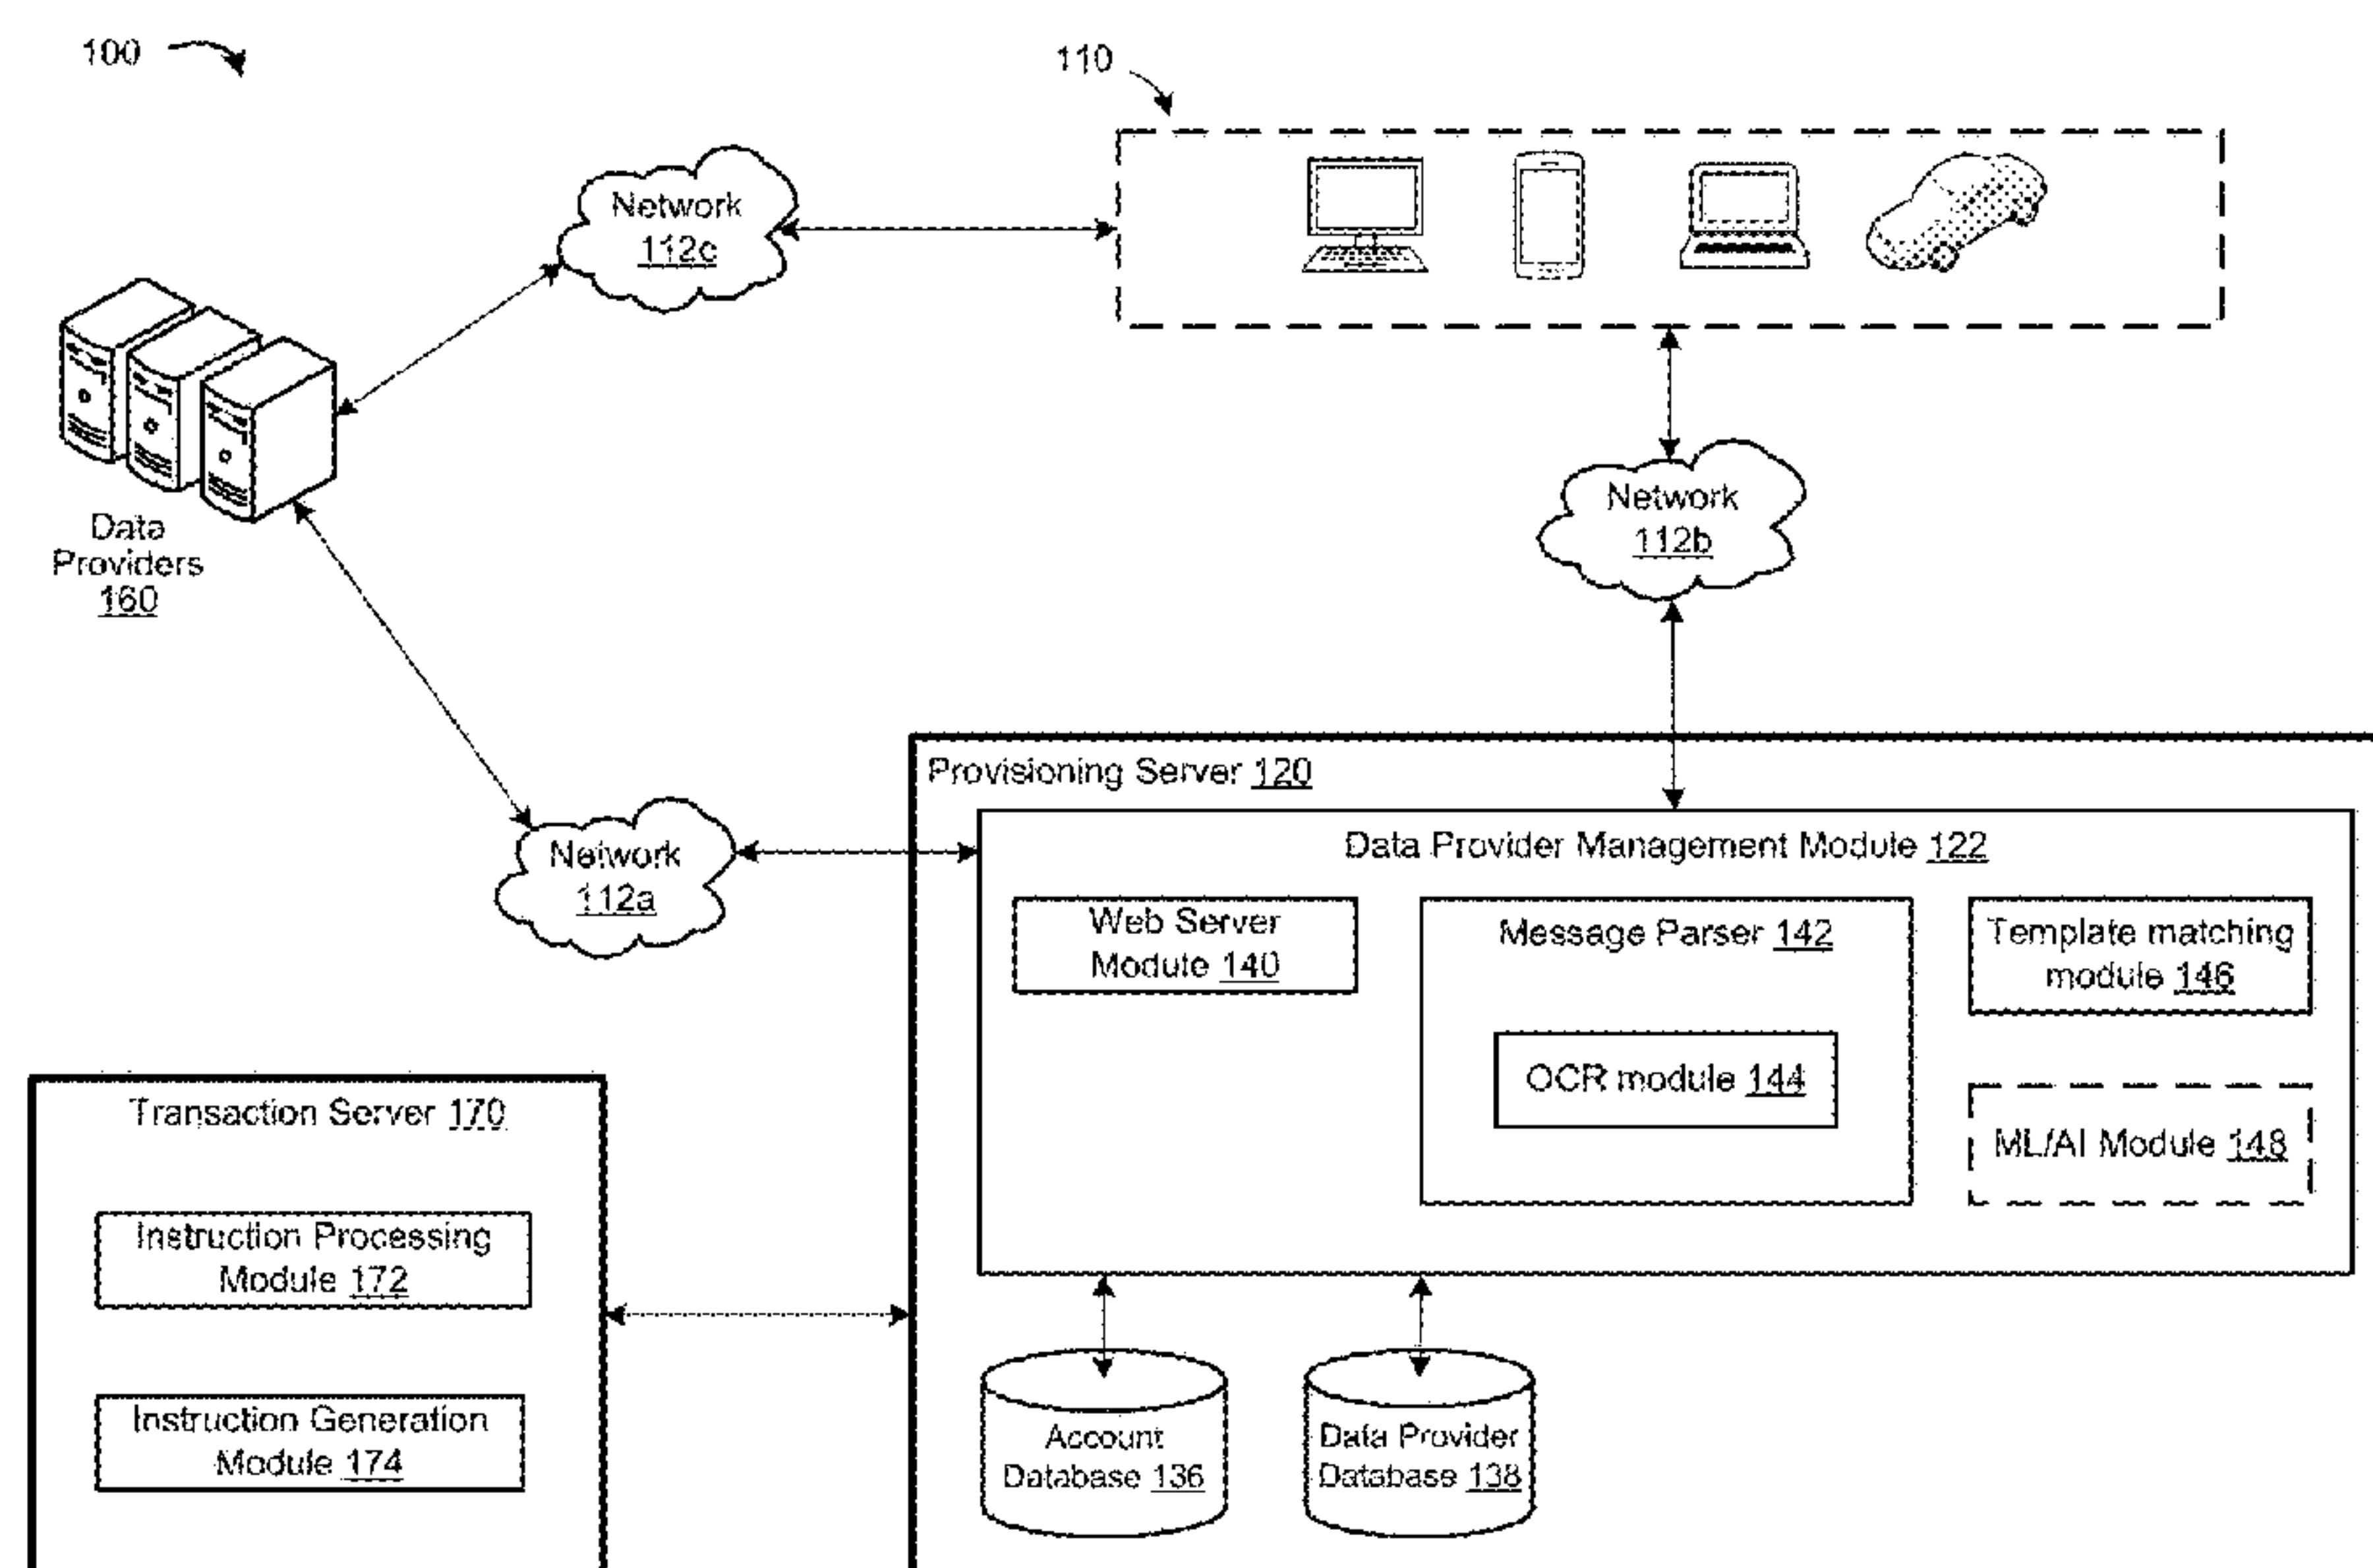 100
110
Network
112c
Data
Providers
160
Network
112b
Provisioning Server 120
Network
112a
Data Provider Management Module 122
Web Server
Module 140
Message Parser 142
OCR module 144
Template matching
module 146
ML/AI Module 148
Transaction Server 170
Instruction Processing
Module 172
Instruction Generation
Module 174
Account
Database 136
Data Provider
Database 138